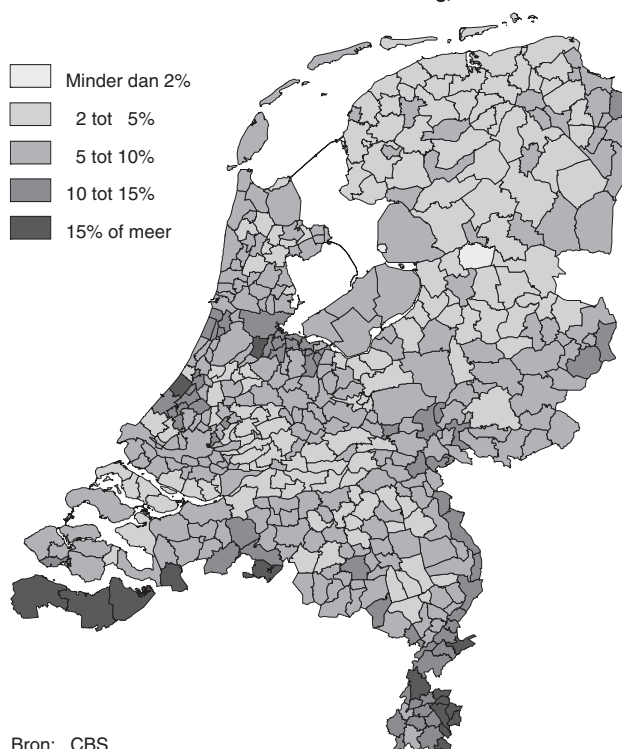 Minder dan 2%
2 tot 5%
5 tot 10%
10 tot 15%
15% of meer
Bron: CBS